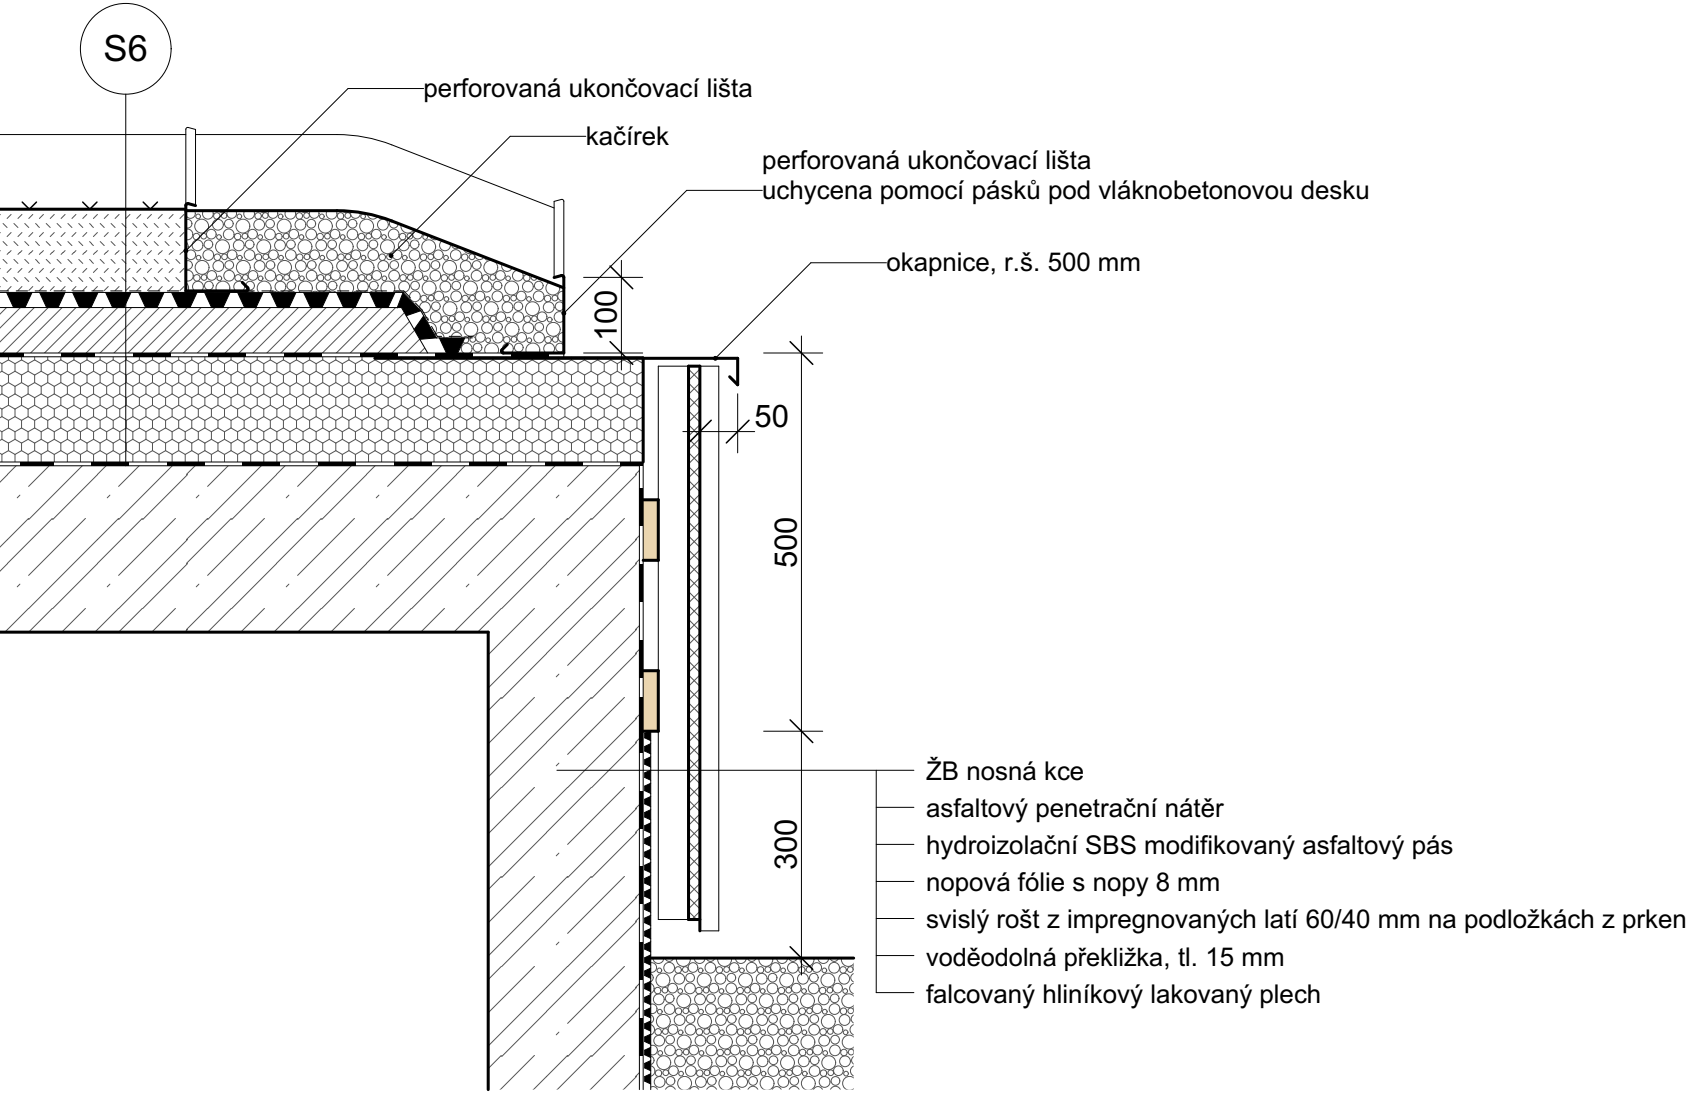 S6
perforovaná ukončovací lišta
kačírek
perforovaná ukončovací lišta
uchycena pomocí pásků pod vláknobetonovou desku
okapnice, r.š. 500 mm
100
50
500
300
ŽB nosná kce
asfaltový penetrační nátěr
hydroizolační SBS modifikovaný asfaltový pás
nopová fólie s nopy 8 mm
svislý rošt z impregnovaných latí 60/40 mm na podložkách z prken
voděodolná překližka, tl. 15 mm
falcovaný hliníkový lakovaný plech